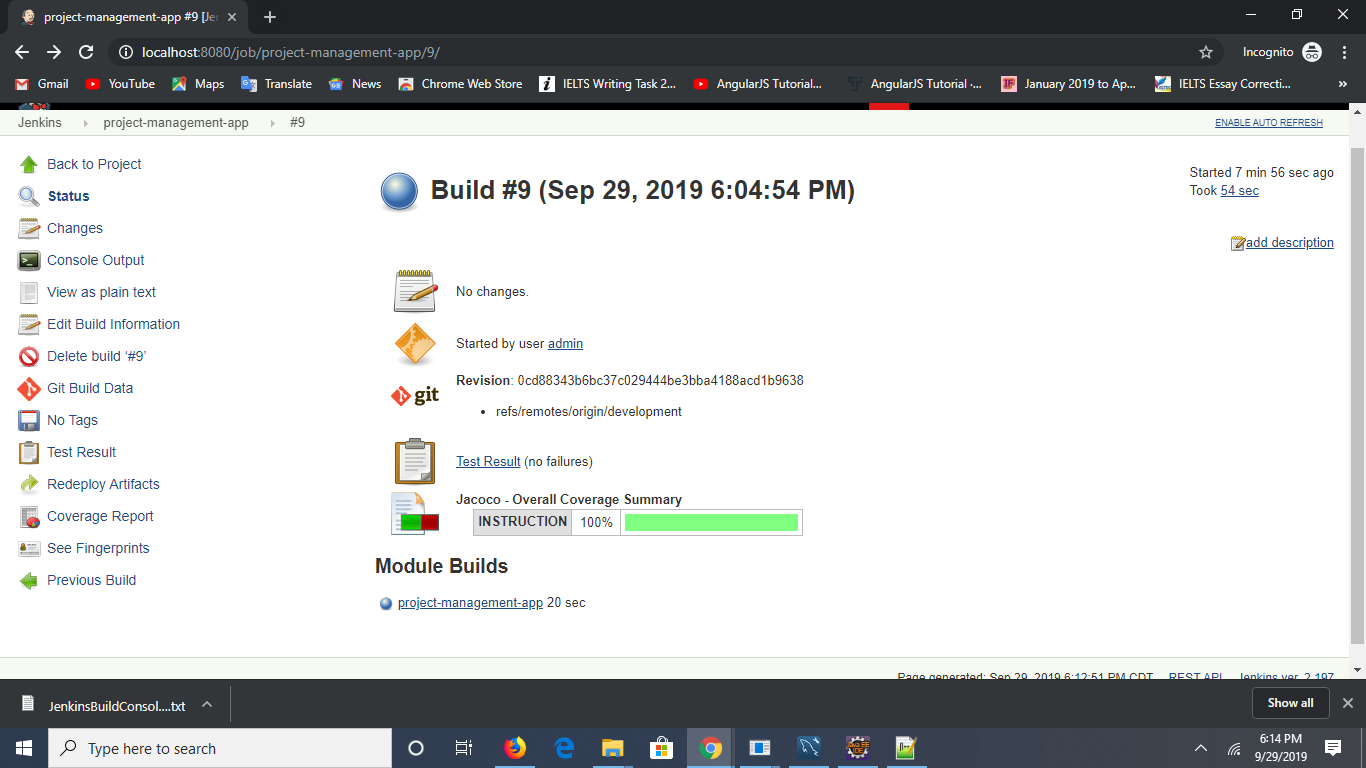 project-management-app #9 [Jer
localhost:8080/job/project-management-app/9/
Incognito
Gmail
YouTube
Maps
Translate
News
Chrome Web Store
IELTS Writing Task 2...
AngularJS Tutorial...
AngularJS Tutorial -...
January 2019 to Ap...
IELTS Essay Correcti...
»
Jenkins
project-management-app
#9
ENABLE AUTO REFRESH
Back to Project
Status
Changes
Console Output
View as plain text
Edit Build Information
Delete build ‘#9’
Git Build Data
No Tags
Test Result
Redeploy Artifacts
Coverage Report
See Fingerprints
Previous Build
Build #9 (Sep 29, 2019 6:04:54 PM)
Started 7 min 56 sec ago
Took 54 sec
add description
No changes.
Started by user admin
git
Revision: 0cd88343b6bc37c029444be3bba4188acd1b9638
• refs/remotes/origin/development
Test Result (no failures)
Jacoco - Overall Coverage Summary
INSTRUCTION 100%
Module Builds
project-management-app 20 sec
Page generated: Sep 29, 2019 6:12:51 PM CDT REST API Jenkins ver. 2.197
JenkinsBuildConsol....txt
Show all
Type here to search
6:14 PM
9/29/2019